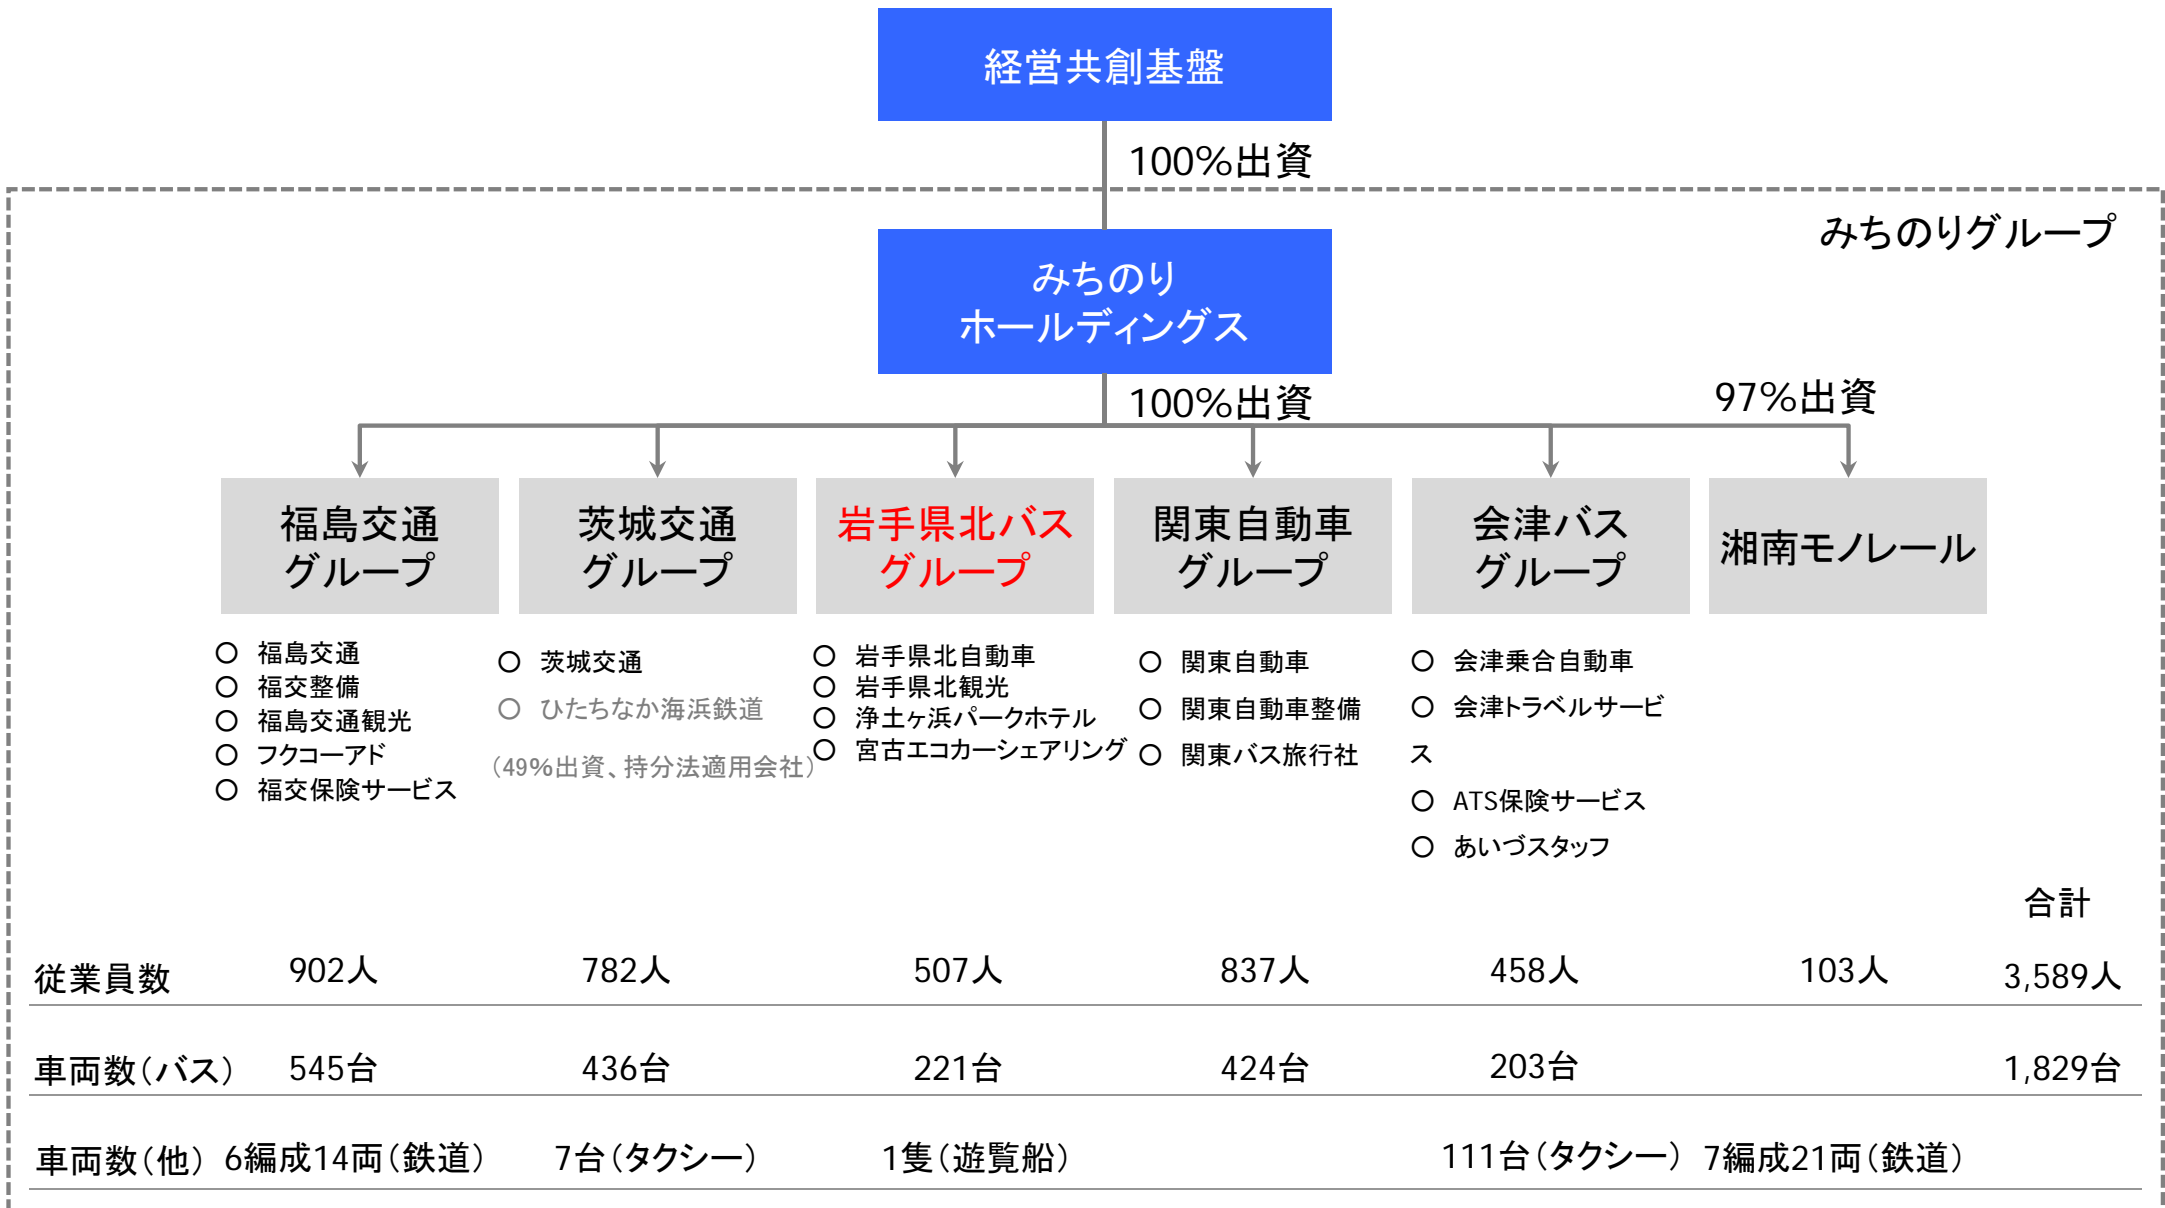 経営共創基盤
100%出資
みちのりグループ
みちのり
ホールディングス
100%出資
97%出資
福島交通
グループ
茨城交通
グループ
岩手県北バス
グループ
関東自動車
グループ
会津バス
グループ
湘南モノレール
○ 福島交通
○ 福交整備
○ 福島交通観光
○ フクコーアド
○ 福交保険サービス
○ 茨城交通
○ ひたちなか海浜鉄道
(49%出資、持分法適用会社)
○ 岩手県北自動車
○ 岩手県北観光
○ 浄土ヶ浜パークホテル
○ 宮古エコカーシェアリング
○ 関東自動車
○ 関東自動車整備
○ 関東バス旅行社
○ 会津乗合自動車
○ 会津トラベルサービ
ス
○ ATS保険サービス
○ あいづスタッフ
合計
従業員数 902人 782人 507人 837人 458人 103人 3,589人
車両数(バス) 545台 436台 221台 424台 203台 1,829台
車両数(他) 6編成14両(鉄道) 7台(タクシー) 1隻(遊覧船) 111台(タクシー) 7編成21両(鉄道)